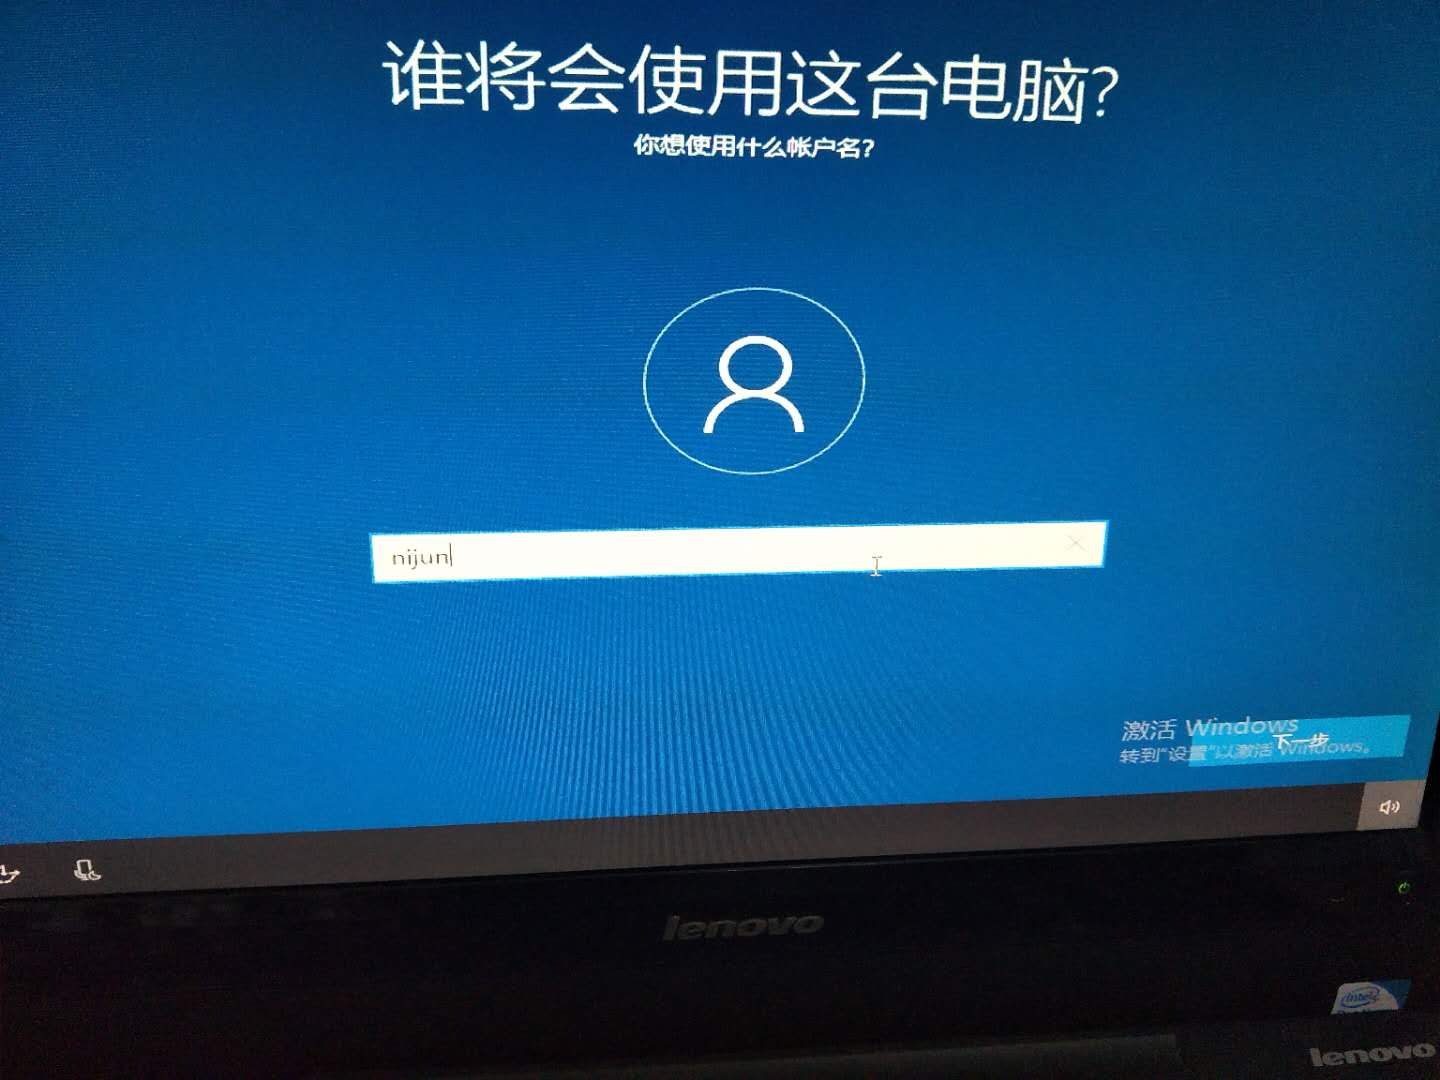 谁将会使用这台电脑?
你想使用什么帐户名?
nijun
激活 Windows
下一步
转到"设置"以激活 Windows。
lenovo
intel
lenovo